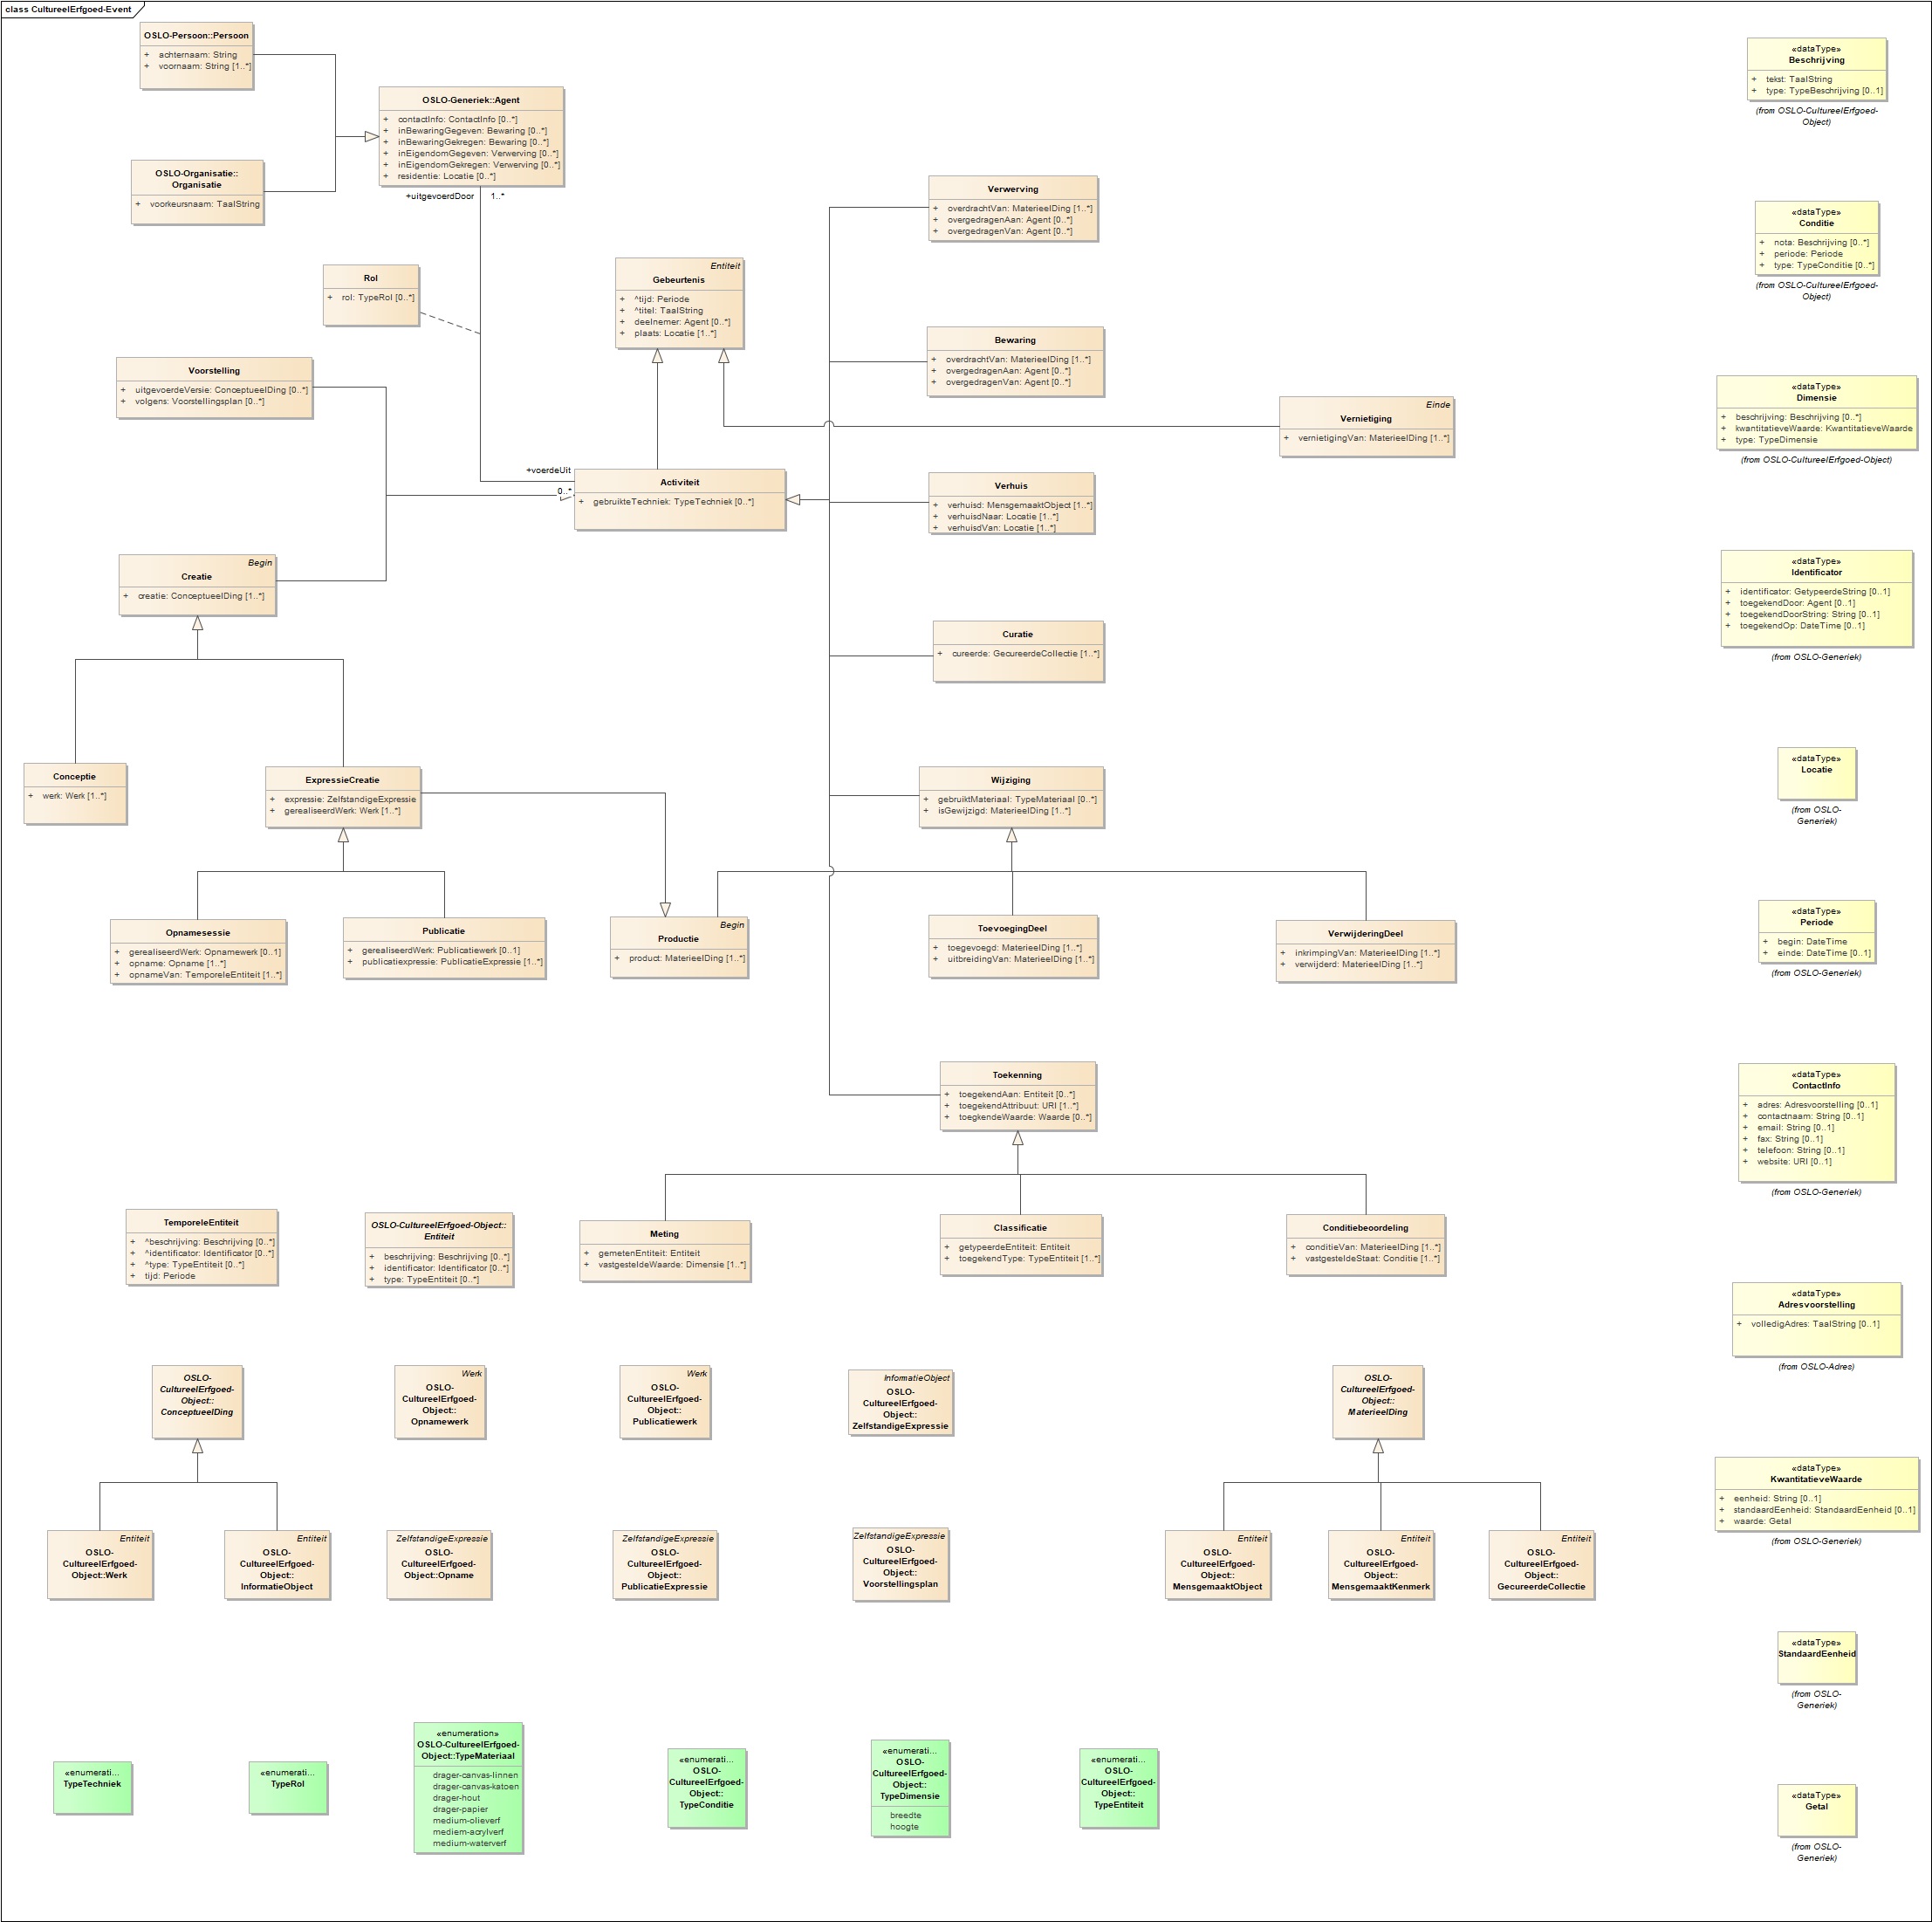 class CultureelErfgoed-Event
OSLO-Persoon::Persoon
+ achternaam: String
+ voornaam: String [1..*]
OSLO-Generiek::Agent
+ contactInfo: ContactInfo [0..*]
+ inBewaringGegeven: Bewaring [0..*]
+ inBewaringGekregen: Bewaring [0..*]
+ inEigendomGegeven: Verwerving [0..*]
+ inEigendomGekregen: Verwerving [0..*]
+ residentie: Locatie [0..*]
+uitgevoerdDoor 1..*
OSLO-Organisatie::
Organisatie
+ voorkeursnaam: TaalString
Rol
+ rol: TypeRol [0..*]
Entiteit
Gebeurtenis
+ ^tijd: Periode
+ ^titel: TaalString
+ deelnemer: Agent [0..*]
+ plaats: Locatie [1..*]
Verwerving
+ overdrachtVan: MaterieelDing [1..*]
+ overgedragenAan: Agent [0..*]
+ overgedragenVan: Agent [0..*]
Bewaring
+ overdrachtVan: MaterieelDing [1..*]
+ overgedragenAan: Agent [0..*]
+ overgedragenVan: Agent [0..*]
Einde
Vernietiging
+ vernietigingVan: MaterieelDing [1..*]
Voorstelling
+ uitgevoerdeVersie: ConceptueelDing [0..*]
+ volgens: Voorstellingsplan [0..*]
+voerdeUit
0..*
Activiteit
+ gebruikteTechniek: TypeTechniek [0..*]
Verhuis
+ verhuisd: MensgemaaktObject [1..*]
+ verhuisdNaar: Locatie [1..*]
+ verhuisdVan: Locatie [1..*]
Begin
Creatie
+ creatie: ConceptueelDing [1..*]
Curatie
+ cureerde: GecureerdeCollectie [1..*]
Conceptie
+ werk: Werk [1..*]
ExpressieCreatie
+ expressie: ZelfstandigeExpressie
+ gerealiseerdWerk: Werk [1..*]
Wijziging
+ gebruiktMateriaal: TypeMateriaal [0..*]
+ isGewijzigd: MaterieelDing [1..*]
Opnamesessie
+ gerealiseerdWerk: Opnamewerk [0..1]
+ opname: Opname [1..*]
+ opnameVan: TemporeleEntiteit [1..*]
Publicatie
+ gerealiseerdWerk: Publicatiewerk [0..1]
+ publicatiexpressie: PublicatieExpressie [1..*]
Begin
Productie
+ product: MaterieelDing [1..*]
ToevoegingDeel
+ toegevoegd: MaterieelDing [1..*]
+ uitbreidingVan: MaterieelDing [1..*]
VerwijderingDeel
+ inkrimpingVan: MaterieelDing [1..*]
+ verwijderd: MaterieelDing [1..*]
Toekenning
+ toegekendAan: Entiteit [0..*]
+ toegekendAttribuut: URI [1..*]
+ toegkendeWaarde: Waarde [0..*]
TemporeleEntiteit
+ ^beschrijving: Beschrijving [0..*]
+ ^identificator: Identificator [0..*]
+ ^type: TypeEntiteit [0..*]
+ tijd: Periode
OSLO-CultureelErfgoed-Object::
Entiteit
+ beschrijving: Beschrijving [0..*]
+ identificator: Identificator [0..*]
+ type: TypeEntiteit [0..*]
Meting
+ gemetenEntiteit: Entiteit
+ vastgesteldeWaarde: Dimensie [1..*]
Classificatie
+ getypeerdeEntiteit: Entiteit
+ toegekendType: TypeEntiteit [1..*]
Conditiebeoordeling
+ conditieVan: MaterieelDing [1..*]
+ vastgesteldeStaat: Conditie [1..*]
OSLO-
CultureelErfgoed-
Object::
ConceptueelDing
Werk
OSLO-
CultureelErfgoed-
Object::
Opnamewerk
Werk
OSLO-
CultureelErfgoed-
Object::
Publicatiewerk
InformatieObject
OSLO-
CultureelErfgoed-
Object::
ZelfstandigeExpressie
OSLO-
CultureelErfgoed-
Object::
MaterieelDing
Entiteit
OSLO-
CultureelErfgoed-
Object::Werk
Entiteit
OSLO-
CultureelErfgoed-
Object::
InformatieObject
ZelfstandigeExpressie
OSLO-
CultureelErfgoed-
Object::Opname
ZelfstandigeExpressie
OSLO-
CultureelErfgoed-
Object::
PublicatieExpressie
ZelfstandigeExpressie
OSLO-
CultureelErfgoed-
Object::
Voorstellingsplan
Entiteit
OSLO-
CultureelErfgoed-
Object::
MensgemaaktObject
Entiteit
OSLO-
CultureelErfgoed-
Object::
MensgemaaktKenmerk
Entiteit
OSLO-
CultureelErfgoed-
Object::
GecureerdeCollectie
«enumerati...
TypeTechniek
«enumerati...
TypeRol
«enumeration»
OSLO-CultureelErfgoed-
Object::TypeMateriaal
drager-canvas-linnen
drager-canvas-katoen
drager-hout
drager-papier
medium-olieverf
mediem-acrylverf
medium-waterverf
«enumerati...
OSLO-
CultureelErfgoed-
Object::
TypeConditie
«enumerati...
OSLO-
CultureelErfgoed-
Object::
TypeDimensie
breedte
hoogte
«enumerati...
OSLO-
CultureelErfgoed-
Object::
TypeEntiteit
«dataType»
Beschrijving
+ tekst: TaalString
+ type: TypeBeschrijving [0..1]
(from OSLO-CultureelErfgoed-
Object)
«dataType»
Conditie
+ nota: Beschrijving [0..*]
+ periode: Periode
+ type: TypeConditie [0..*]
(from OSLO-CultureelErfgoed-
Object)
«dataType»
Dimensie
+ beschrijving: Beschrijving [0..*]
+ kwantitatieveWaarde: KwantitatieveWaarde
+ type: TypeDimensie
(from OSLO-CultureelErfgoed-Object)
«dataType»
Identificator
+ identificator: GetypeerdeString [0..1]
+ toegekendDoor: Agent [0..1]
+ toegekendDoorString: String [0..1]
+ toegekendOp: DateTime [0..1]
(from OSLO-Generiek)
«dataType»
Locatie
(from OSLO-
Generiek)
«dataType»
Periode
+ begin: DateTime
+ einde: DateTime [0..1]
(from OSLO-Generiek)
«dataType»
ContactInfo
+ adres: Adresvoorstelling [0..1]
+ contactnaam: String [0..1]
+ email: String [0..1]
+ fax: String [0..1]
+ telefoon: String [0..1]
+ website: URI [0..1]
(from OSLO-Generiek)
«dataType»
Adresvoorstelling
+ volledigAdres: TaalString [0..1]
(from OSLO-Adres)
«dataType»
KwantitatieveWaarde
+ eenheid: String [0..1]
+ standaardEenheid: StandaardEenheid [0..1]
+ waarde: Getal
(from OSLO-Generiek)
«dataType»
StandaardEenheid
(from OSLO-
Generiek)
«dataType»
Getal
(from OSLO-
Generiek)